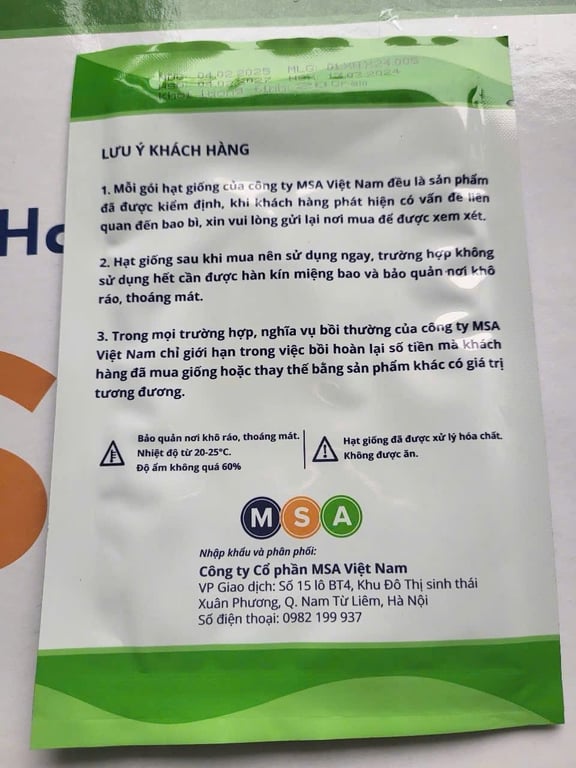 04.02.2025 MLG: 01
.2024
LƯU Ý KHÁCH HÀNG
1. Mỗi gói hạt giống của công ty MSA Việt Nam đều là sản phẩm
đã được kiểm định, khi khách hàng phát hiện có vấn đề liên
quan đến bao bì, xin vui lòng gửi lại nơi mua để được xem xét.
2. Hạt giống sau khi mua nên sử dụng ngay, trường hợp không
sử dụng hết cần được hàn kín miệng bao và bảo quản nơi khô
ráo, thoáng mát.
3. Trong mọi trường hợp, nghĩa vụ bồi thường của công ty MSA
Việt Nam chỉ giới hạn trong việc bồi hoàn lại số tiền mà khách
hàng đã mua giống hoặc thay thế bằng sản phẩm khác có giá trị
tương đương.
Bảo quản nơi khô ráo, thoáng mát.
Nhiệt độ từ 20-25°C.
Độ ẩm không quá 60%
Hạt giống đã được xử lý hóa chất.
Không được ăn.
MSA
Nhập khẩu và phân phối:
Công ty Cổ phần MSA Việt Nam
VP Giao dịch: Số 15 lô BT4, Khu Đô Thị sinh thái
Xuân Phương, Q. Nam Từ Liêm, Hà Nội
Số điện thoại: 0982 199 937